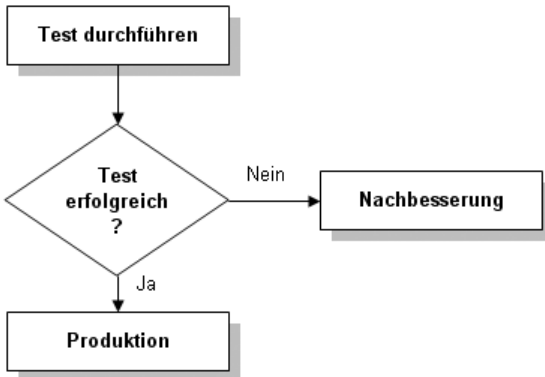 Test durchführen
Test
erfolgreich
?
Nein
Nachbesserung
Ja
Produktion